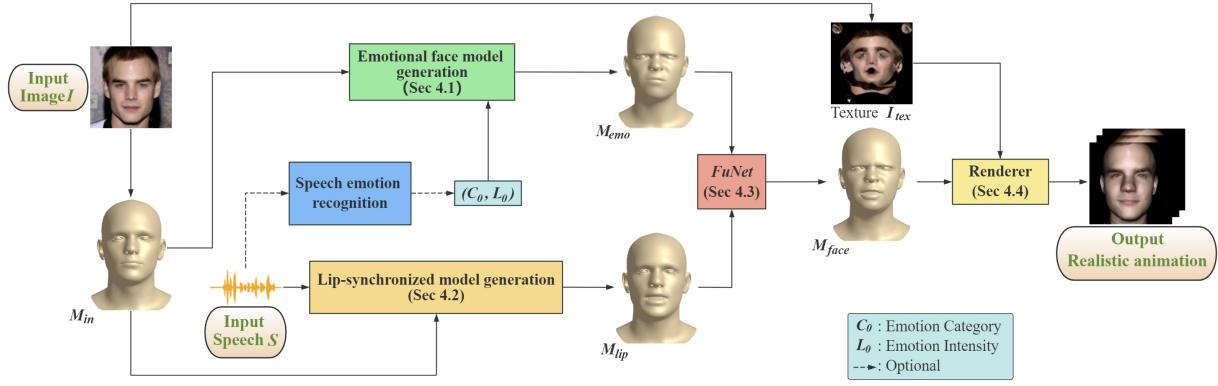 Input
Image I
Emotional face model
generation
(Sec 4.1)
M_emo
Texture I_tex
Speech emotion
recognition
(C_0, L_0)
FuNet
(Sec 4.3)
Renderer
(Sec 4.4)
M_in
Lip-synchronized model generation
(Sec 4.2)
M_face
Output
Realistic animation
Input
Speech S
M_lip
C_0 : Emotion Category
L_0 : Emotion Intensity
: Optional